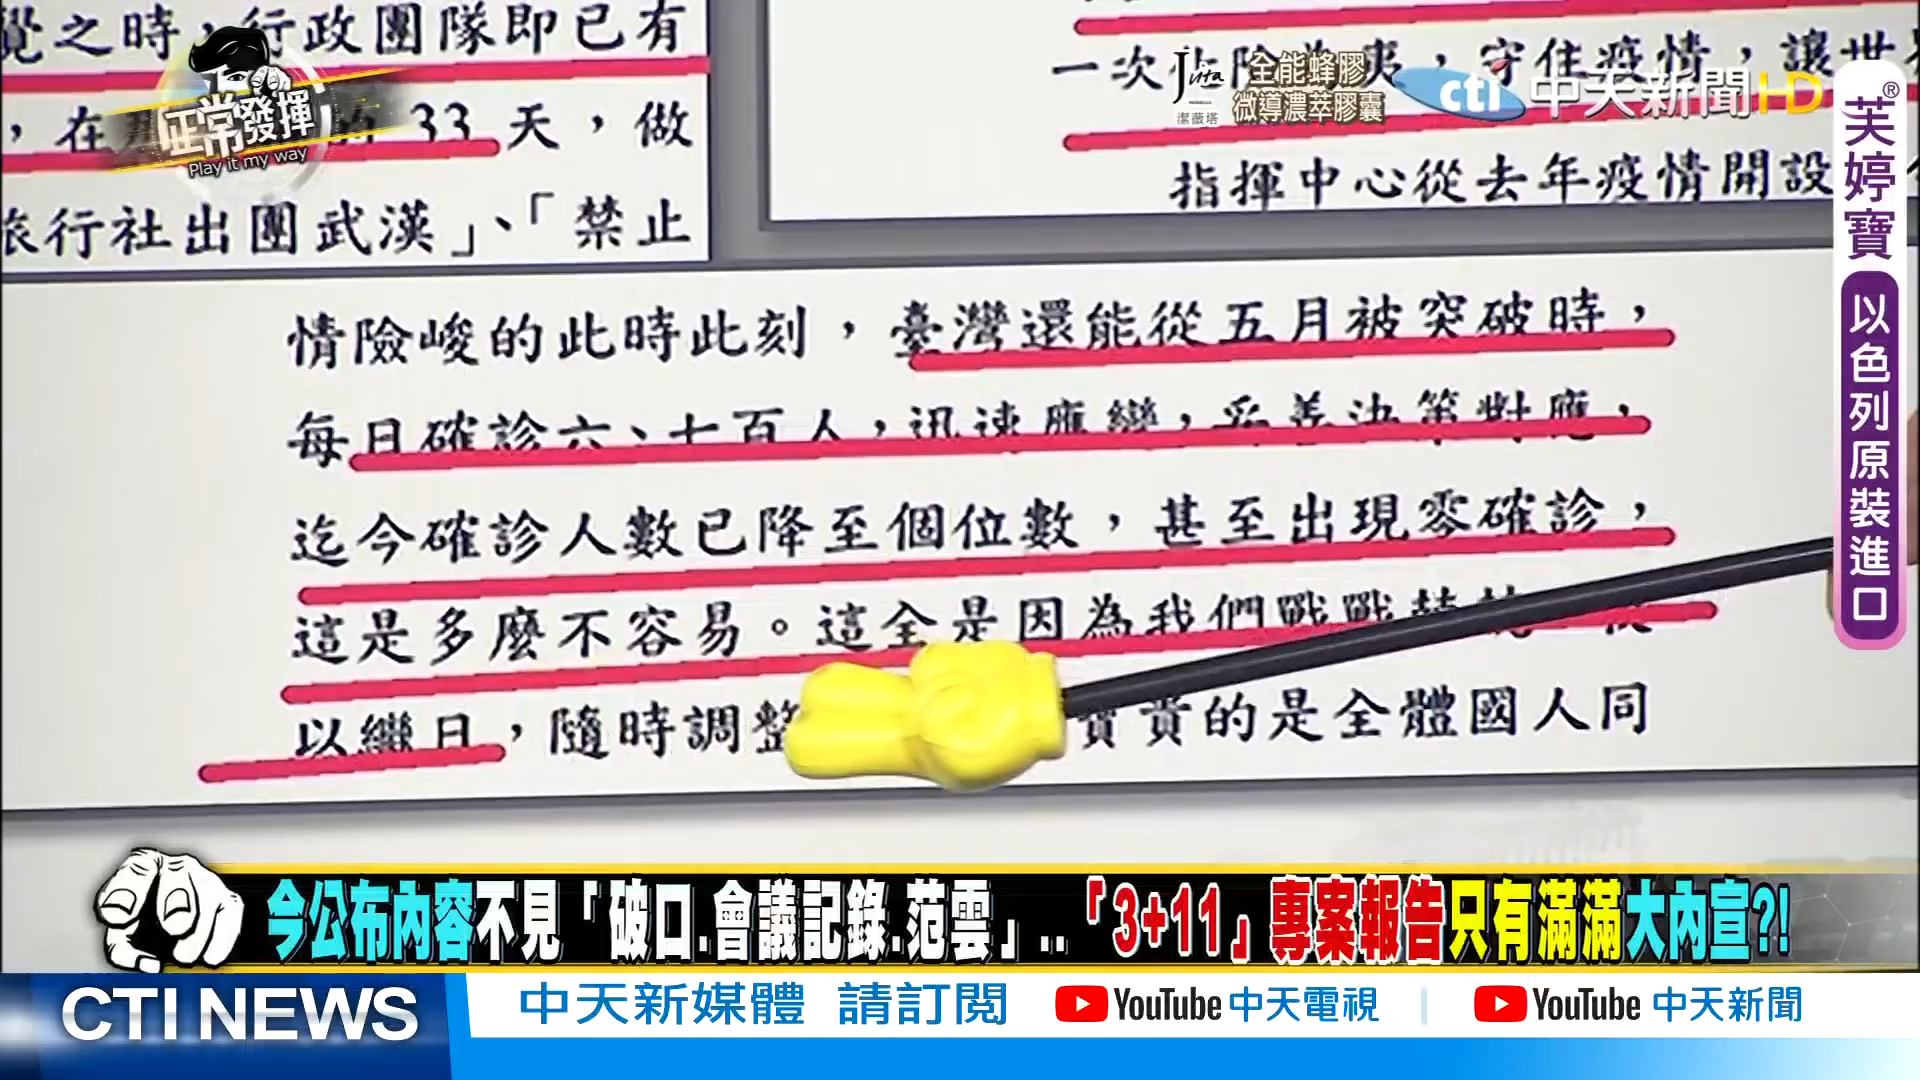 覺之時，行政團隊即已有
，在
33 天，做
旅行社出團武漢」、「禁止
正常發揮
Play it my way
一次
守住疫情，讓世
指揮中心從去年疫情開設
Jvita
潔薇塔
全能蜂膠
微導濃萃膠囊
cti 中天新聞HD
芙婷寶®
以色列原裝進口
情險峻的此時此刻，臺灣還能從五月被突破時，
每日確診六、七百人，迅速應變，妥善決策對應，
迄今確診人數已降至個位數，甚至出現零確診，
這是多麼不容易。這全是因為我們戰戰
以繼日，隨時調整
寶貴的是全體國人同
今公布內容不見「破口.會議記錄.范雲」..「3+11」專案報告只有滿滿大內宣?!
CTI NEWS
中天新媒體 請訂閱 YouTube 中天電視 | YouTube 中天新聞